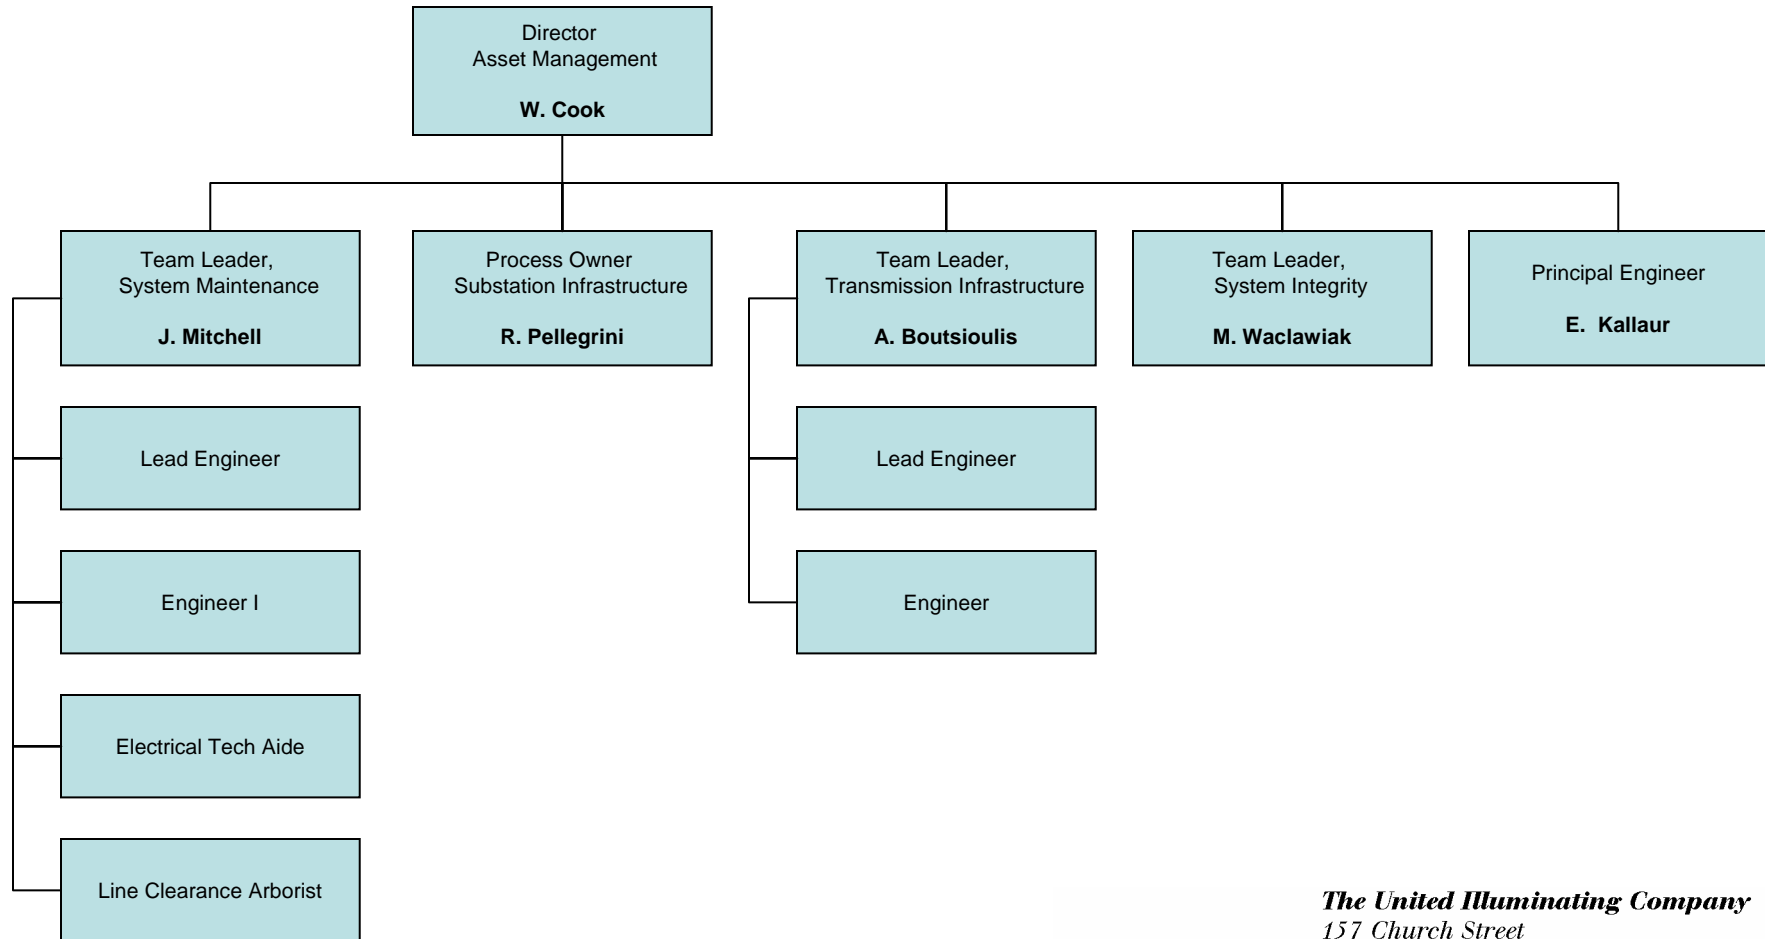 Director
Asset Management
W. Cook
Team Leader,
System Maintenance
J. Mitchell
Process Owner
Substation Infrastructure
R. Pellegrini
Team Leader,
Transmission Infrastructure
A. Boutsioulis
Team Leader,
System Integrity
M. Waclawiak
Principal Engineer
E. Kallaur
Lead Engineer
Engineer I
Electrical Tech Aide
Line Clearance Arborist
Lead Engineer
Engineer
The United Illuminating Company
157 Church Street